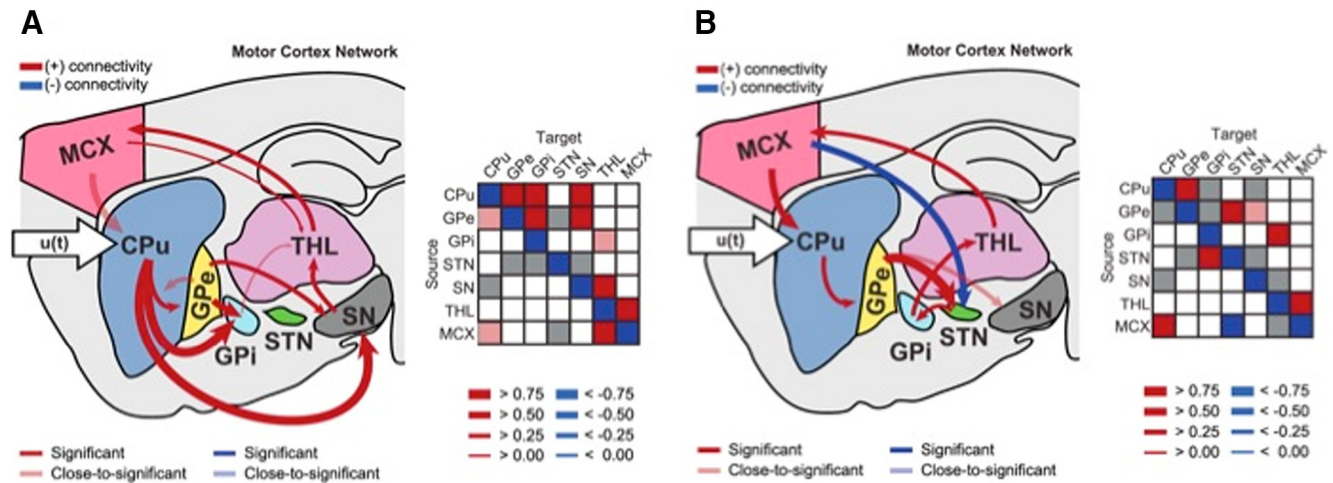 A
Motor Cortex Network
(+) connectivity
(-) connectivity
MCX
u(t)
CPu
GPe
GPi
STN
THL
SN
Target
CPu GPe GPi STN SN THL MCX
Source
CPu
GPe
GPi
STN
SN
THL
MCX
> 0.75 < -0.75
> 0.50 < -0.50
> 0.25 < -0.25
> 0.00 < 0.00
Significant Significant
Close-to-significant Close-to-significant
B
Motor Cortex Network
(+) connectivity
(-) connectivity
MCX
u(t)
CPu
GPe
GPi
STN
THL
SN
Target
CPu GPe GPi STN SN THL MCX
Source
CPu
GPe
GPi
STN
SN
THL
MCX
> 0.75 < -0.75
> 0.50 < -0.50
> 0.25 < -0.25
> 0.00 < 0.00
Significant Significant
Close-to-significant Close-to-significant